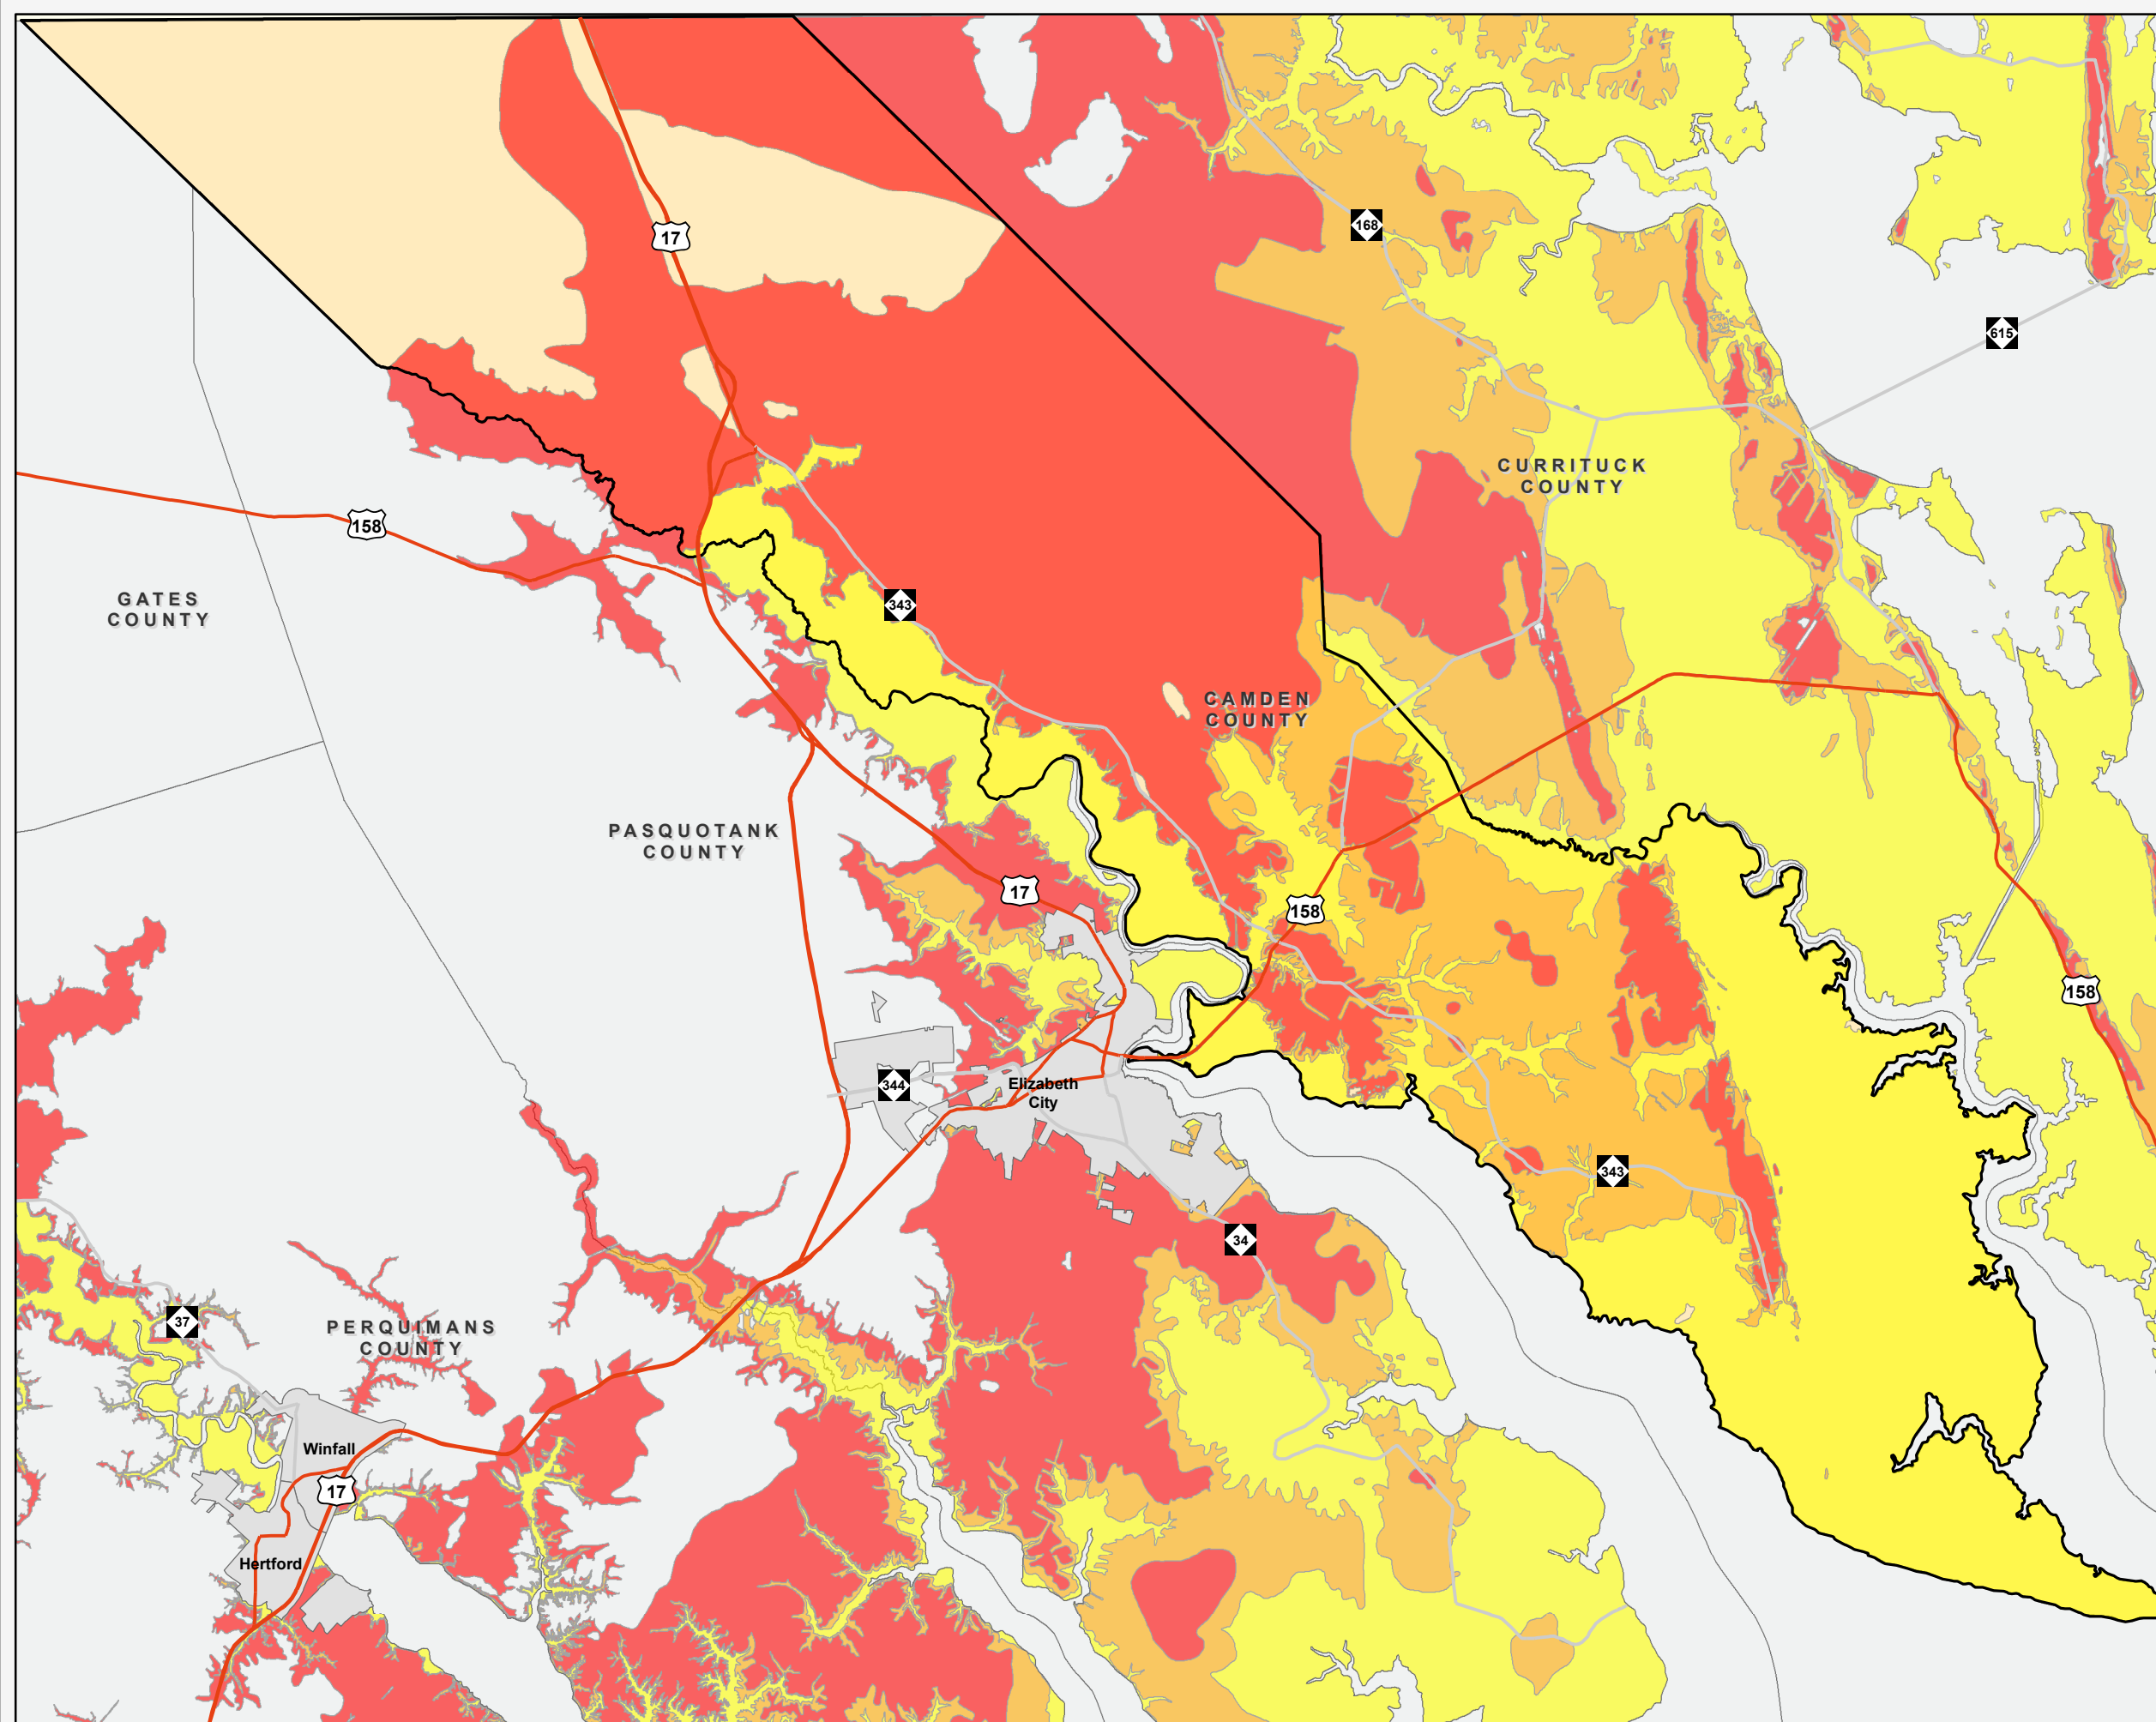 17
168
615
CURRITUCK
COUNTY
158
GATES
COUNTY
343
CAMDEN
COUNTY
PASQUOTANK
COUNTY
17
158
158
344
Elizabeth
City
343
34
37
PERQUIMANS
COUNTY
Winfall
17
Hertford